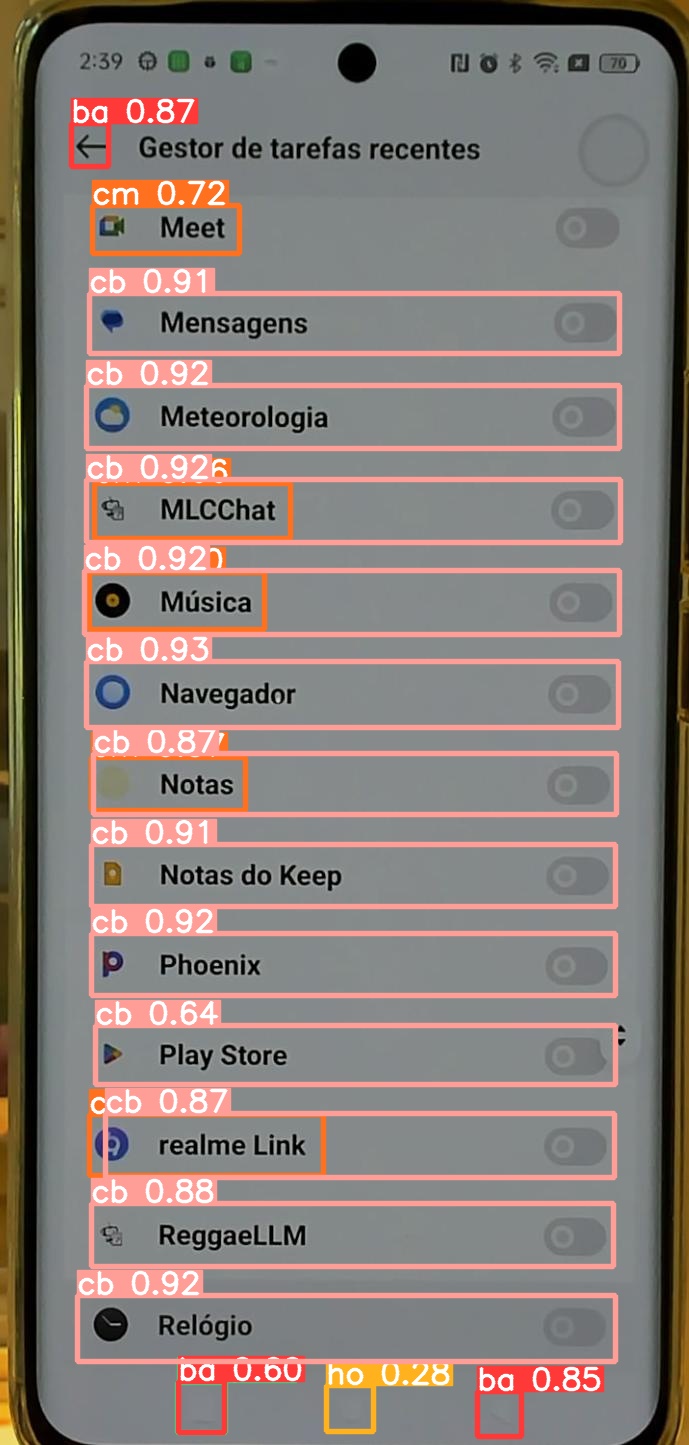 2:39
70
ba 0.87
Gestor de tarefas recentes
cm 0.72
Meet
cb 0.91
Mensagens
cb 0.92
Meteorologia
cb 0.926
MLCChat
cb 0.92
Música
cb 0.93
Navegador
cb 0.87
Notas
cb 0.91
Notas do Keep
cb 0.92
Phoenix
cb 0.64
Play Store
cb 0.87
realme Link
cb 0.88
ReggaeLLM
cb 0.92
Relógio
ba 0.60
ho 0.28
ba 0.85